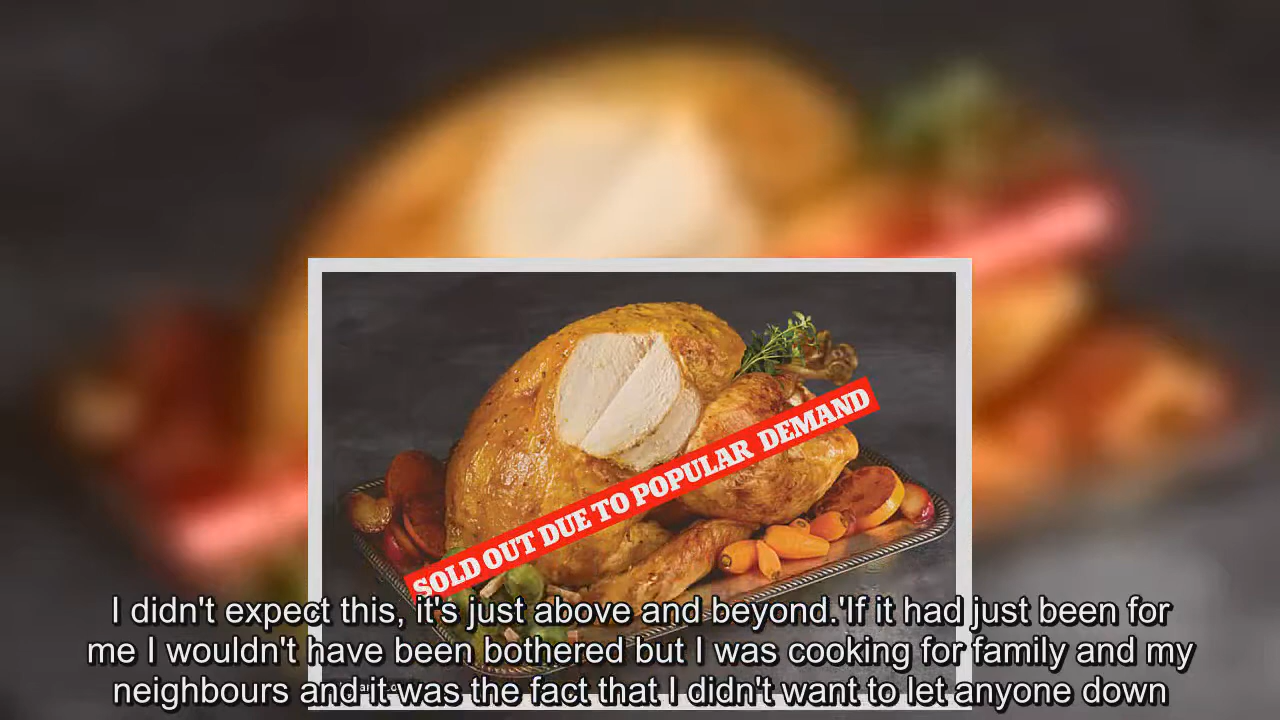 SOLD OUT DUE TO POPULAR DEMAND
I didn't expect this, it's just above and beyond.'If it had just been for
me I wouldn't have been bothered but I was cooking for family and my
neighbours and it was the fact that I didn't want to let anyone down